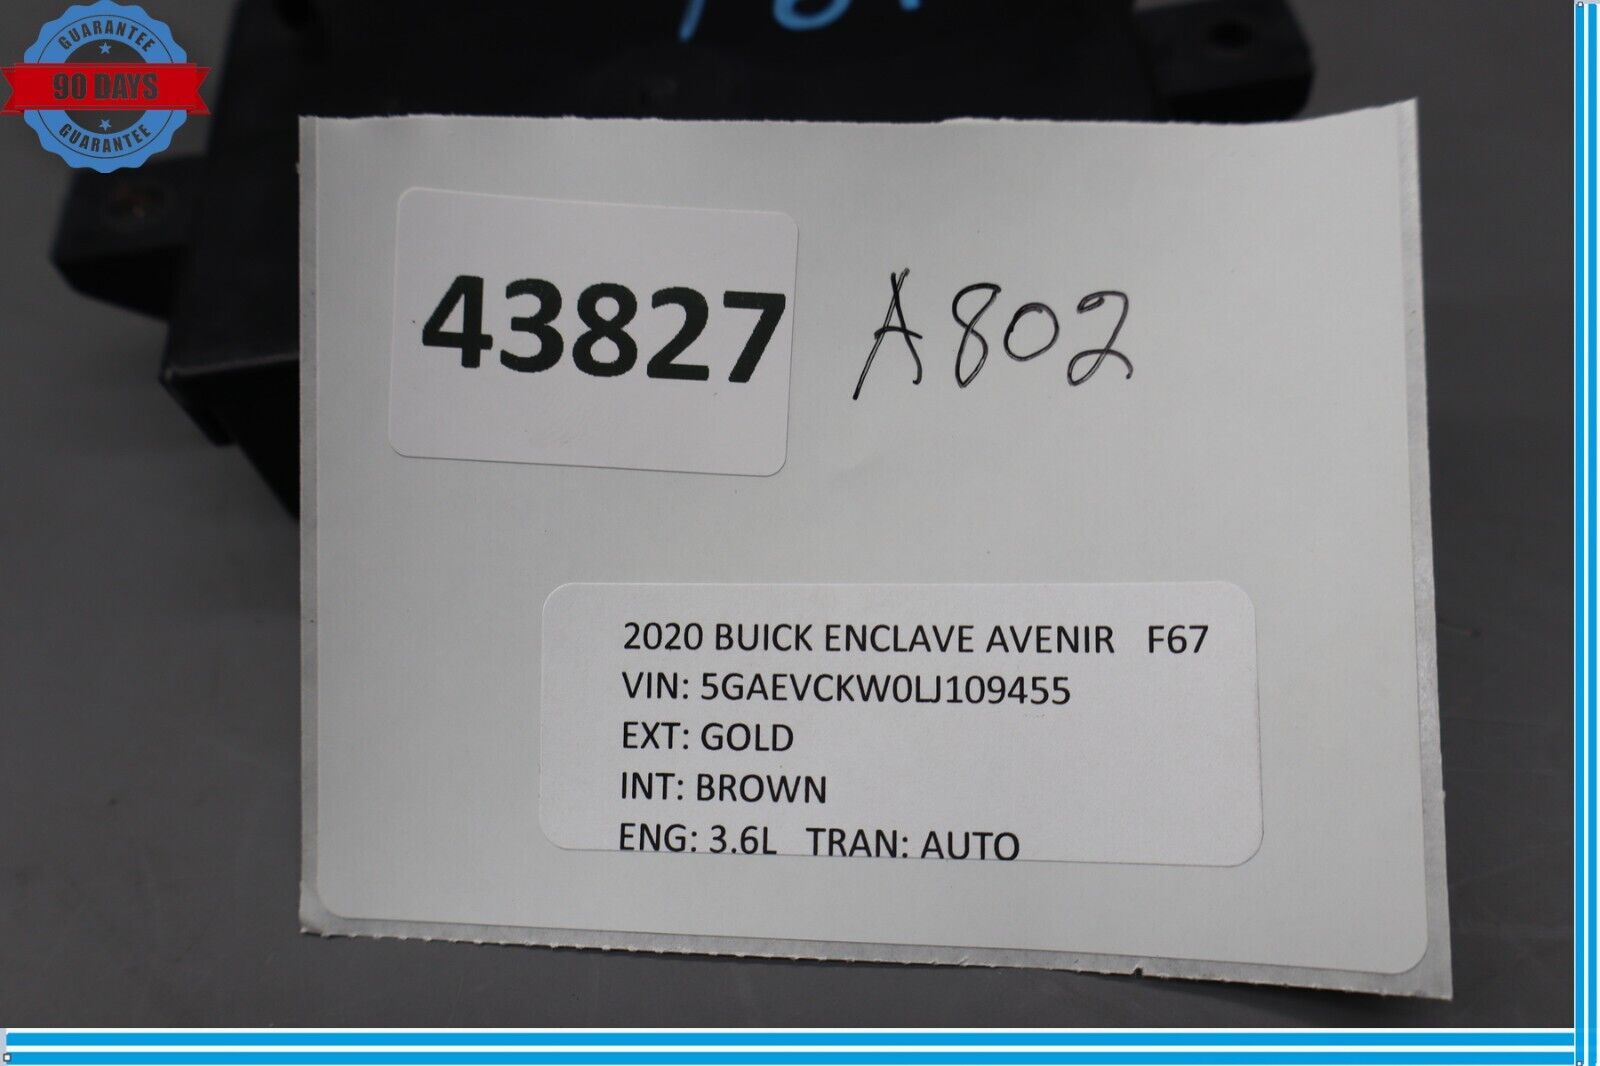 GUARANTEE
90 DAYS
GUARANTEE
43827
A802
2020 BUICK ENCLAVE AVENIR F67
VIN: 5GAEVCKW0LJ109455
EXT: GOLD
INT: BROWN
ENG: 3.6L TRAN: AUTO